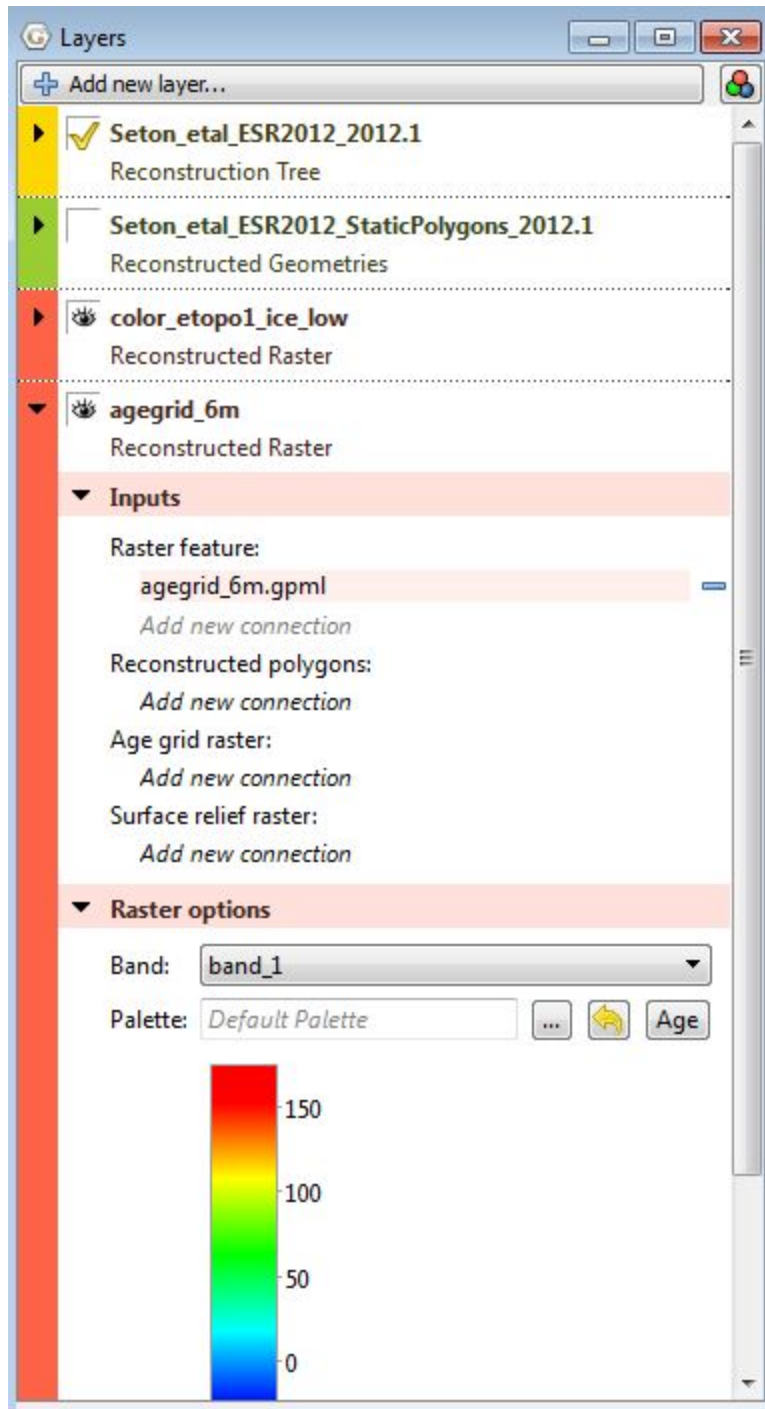 Layers
Add new layer...
Seton_etal_ESR2012_2012.1
Reconstruction Tree
Seton_etal_ESR2012_StaticPolygons_2012.1
Reconstructed Geometries
color_etopo1_ice_low
Reconstructed Raster
agegrid_6m
Reconstructed Raster
Inputs
Raster feature:
agegrid_6m.gpml
Add new connection
Reconstructed polygons:
Add new connection
Age grid raster:
Add new connection
Surface relief raster:
Add new connection
Raster options
Band: band_1
Palette: Default Palette ... Age
150
100
50
0